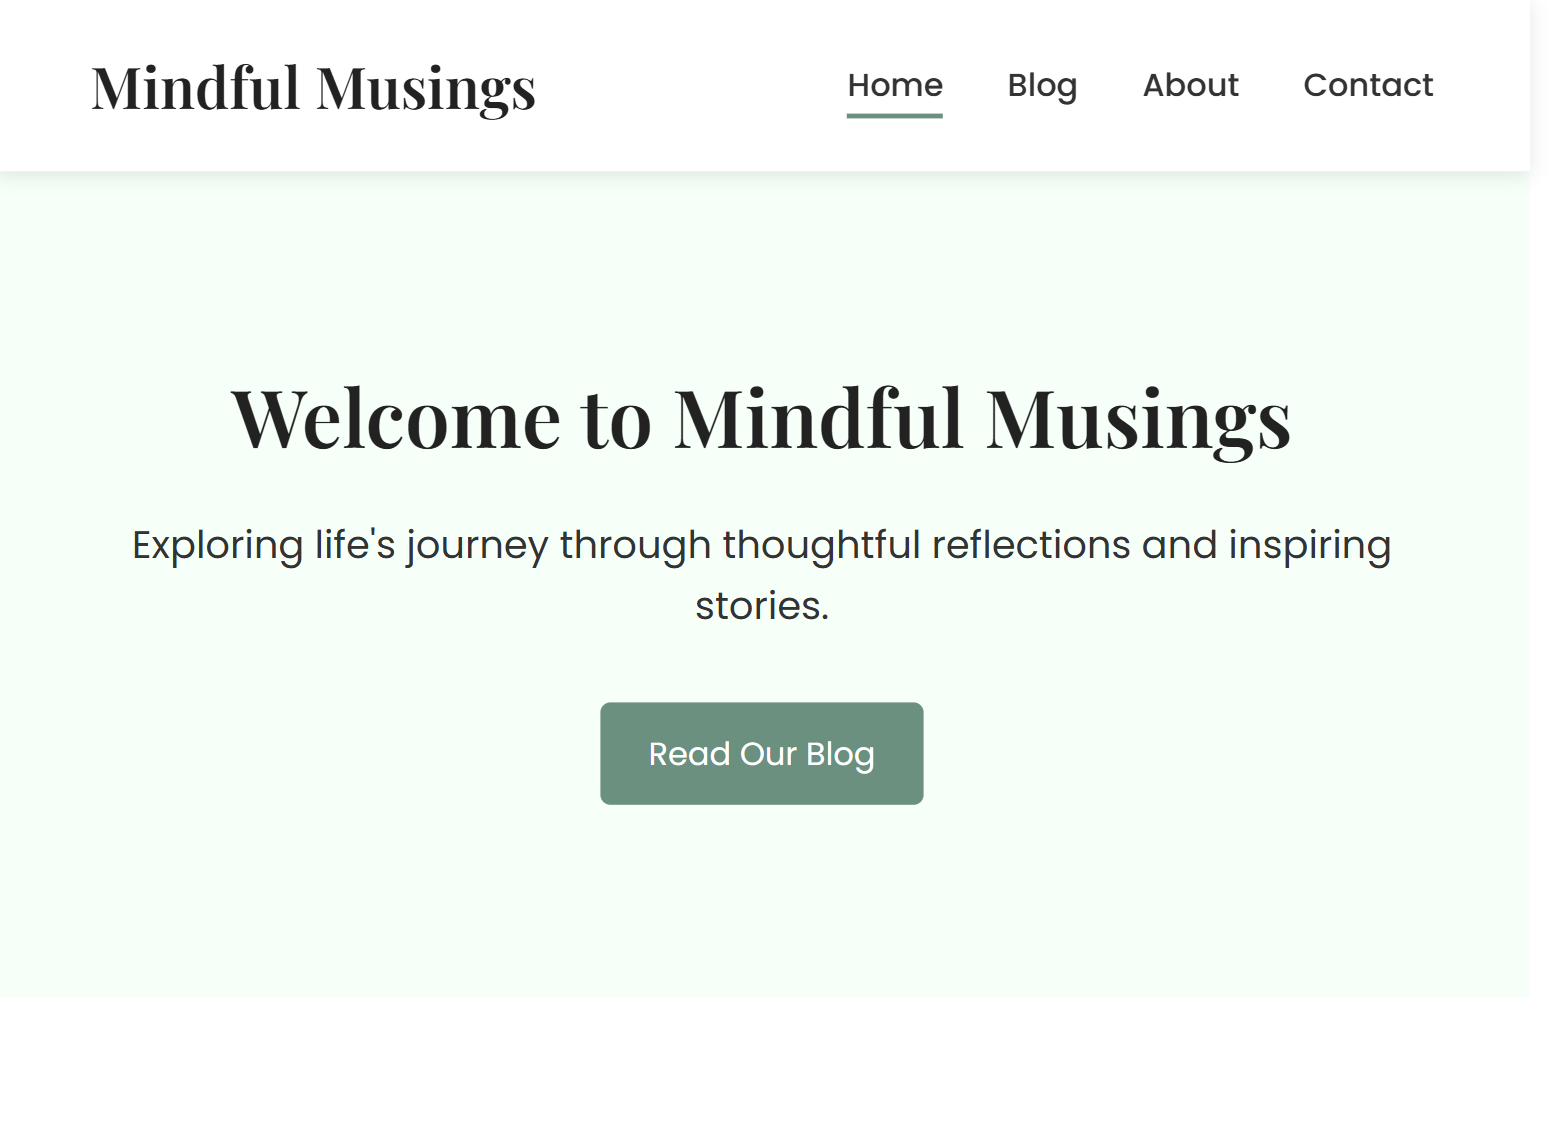 Mindful Musings
Home Blog About Contact
Welcome to Mindful Musings
Exploring life's journey through thoughtful reflections and inspiring
stories.
Read Our Blog